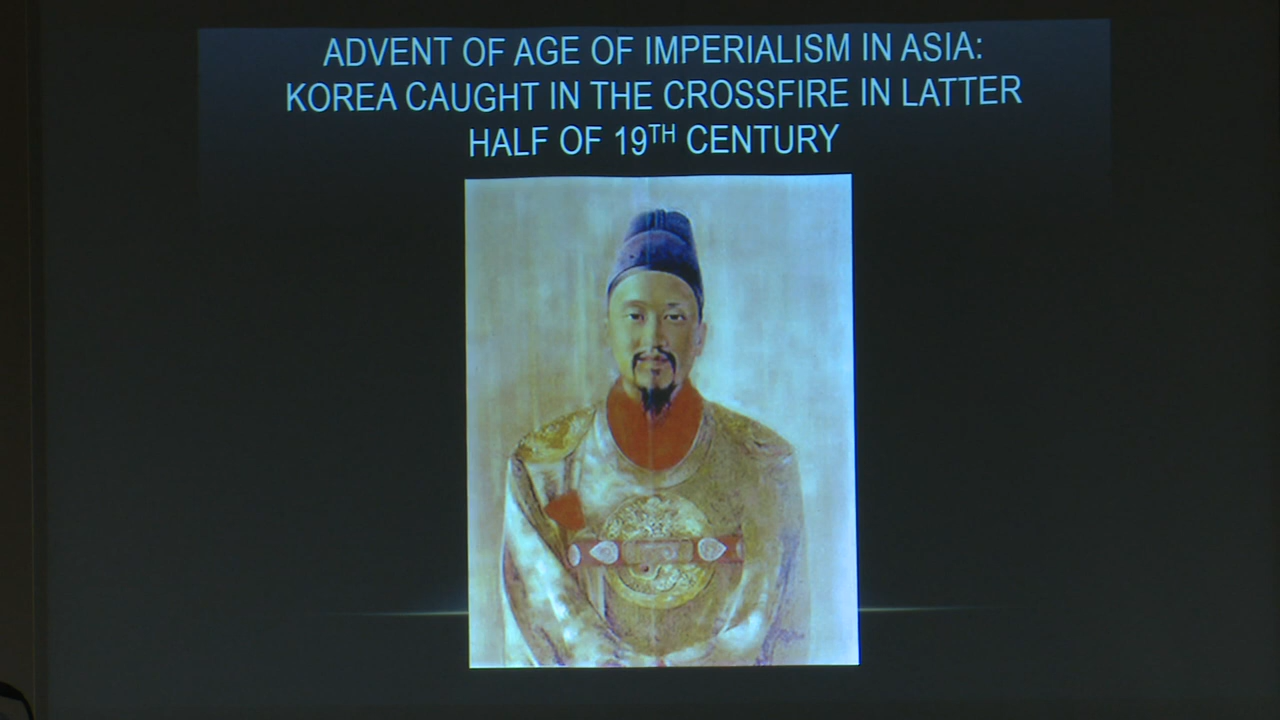 ADVENT OF AGE OF IMPERIALISM IN ASIA:
KOREA CAUGHT IN THE CROSSFIRE IN LATTER
HALF OF 19TH CENTURY